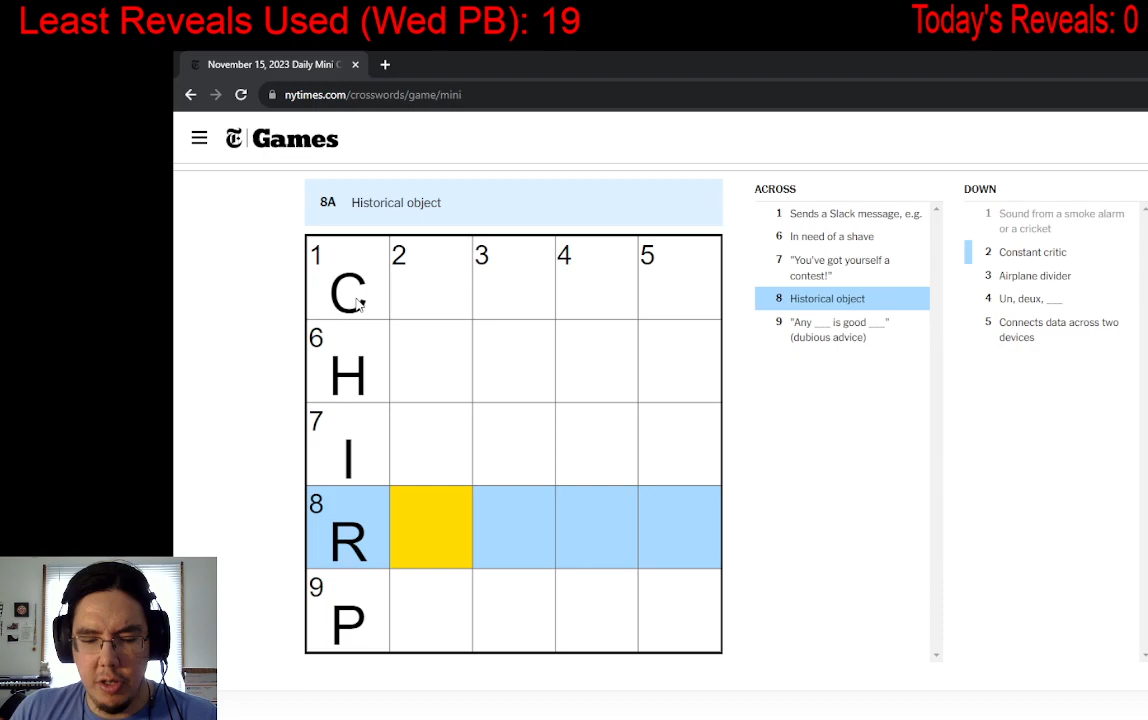 Least Reveals Used (Wed PB): 19
Today's Reveals: 0
November 15, 2023 Daily Mini C
nytimes.com/crosswords/game/mini
Games
8A Historical object
1 2 3 4 5
C
6
H
7
I
8
R
9
P
ACROSS
1 Sends a Slack message, e.g.
6 In need of a shave
7 "You've got yourself a
contest!"
8 Historical object
9 "Any ___ is good ___"
(dubious advice)
DOWN
1 Sound from a smoke alarm
or a cricket
2 Constant critic
3 Airplane divider
4 Un, deux, ___
5 Connects data across two
devices